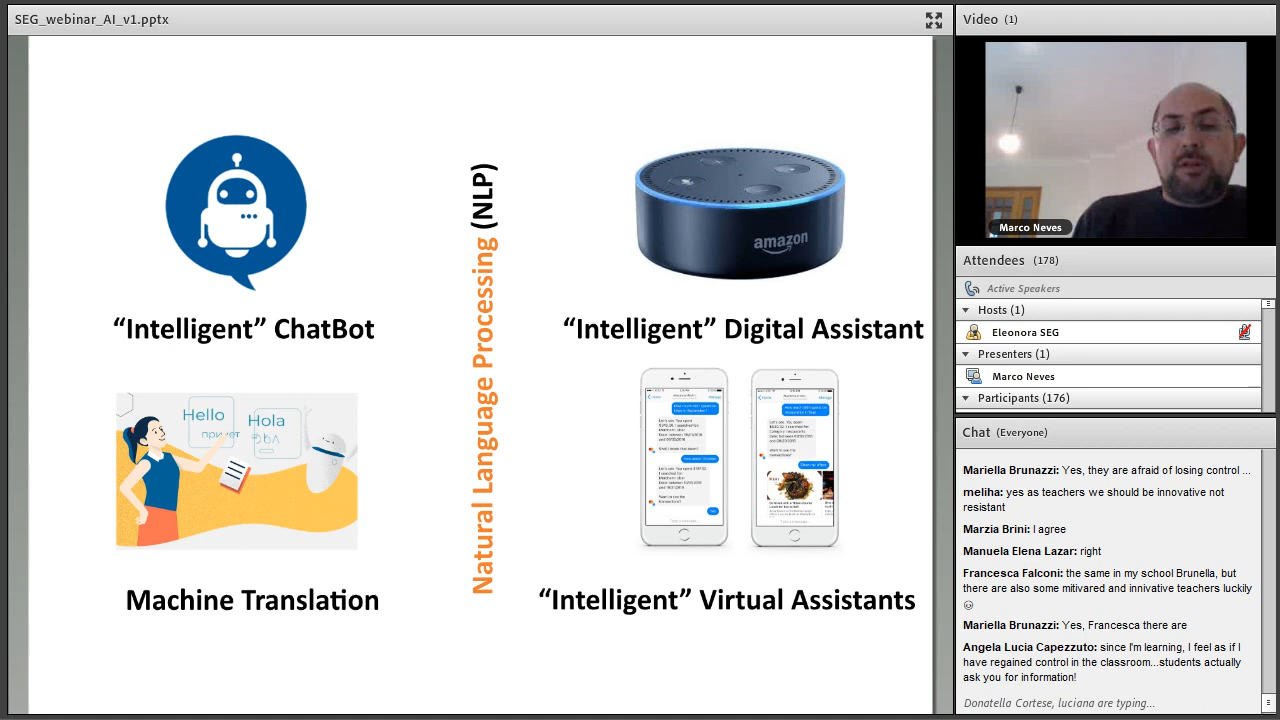 SEG_webinar_AI_v1.pptx
Natural Language Processing (NLP)
amazon
“Intelligent” ChatBot
“Intelligent” Digital Assistant
Hello
Hola
привет
Machine Translation
“Intelligent” Virtual Assistants
Video (1)
Marco Neves
Attendees (178)
Active Speakers
Hosts (1)
Eleonora SEG
Presenters (1)
Marco Neves
Participants (176)
Chat (Everyone)
Mariella Brunazzi: Yes, they are afraid of losing control ...
meliha: yes as teachers we should be innovative not
resistant
Marzia Brini: I agree
Manuela Elena Lazar: right
Francesca Falconi: the same in my school Brunella, but
there are also some mitivared and innivative teachers luckily
Mariella Brunazzi: Yes, Francesca there are
Angela Lucia Capezzuto: since I'm learning, I feel as if I
have regained control in the classroom...students actually
ask you for information!
Donatella Cortese, luciana are typing...